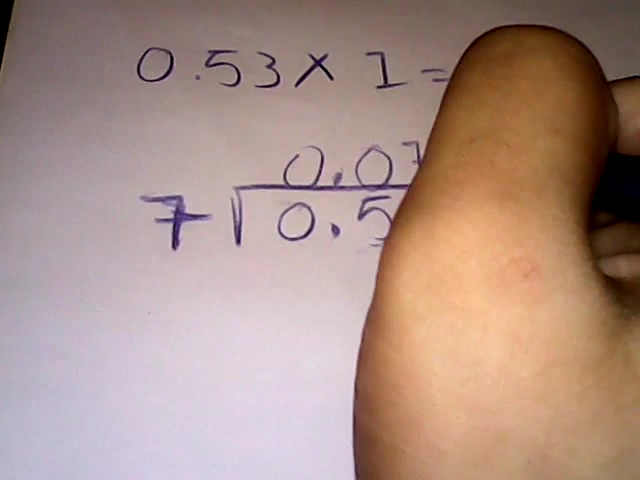 0.53 × 1 =
0.07
7 √ 0.5